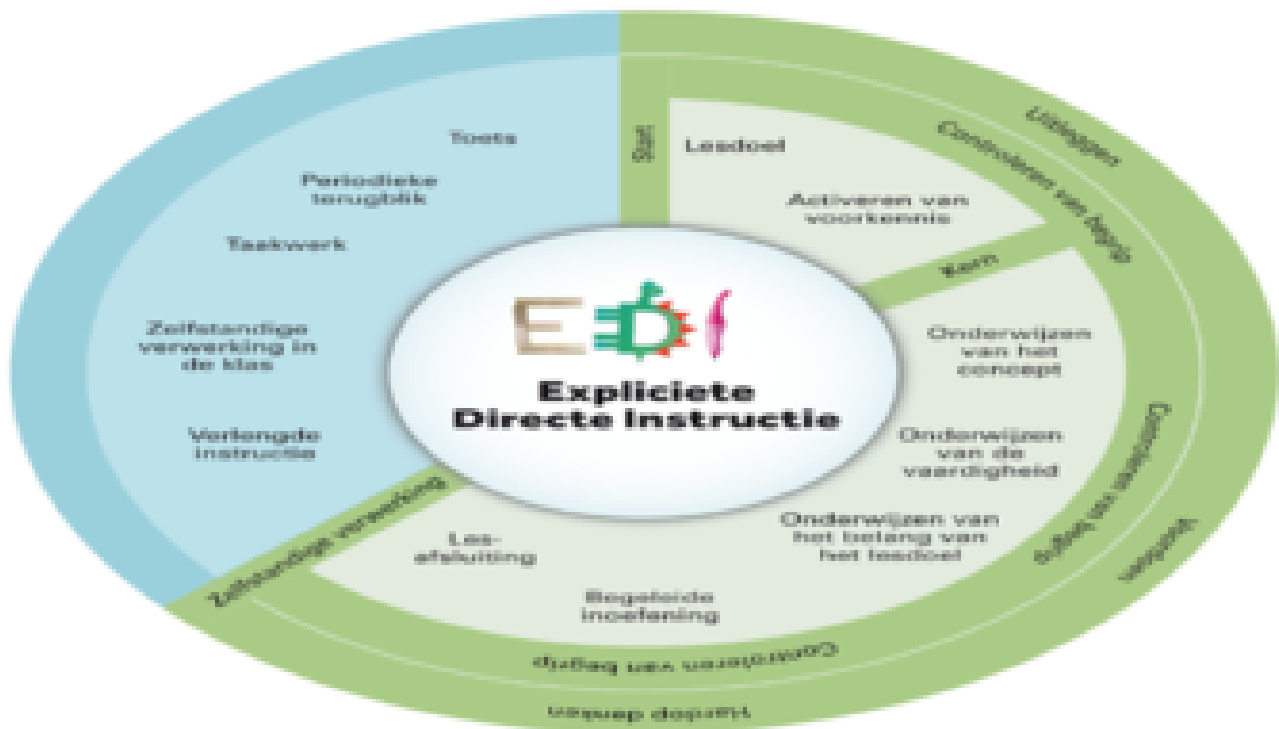 Start
Lesdoel
Activeren van
voorkennis
Uitleggen
Controleren van begrip
Kern
Onderwijzen
van het
concept
Onderwijzen
van de
vaardigheid
Onderwijzen van
het belang van
het lesdoel
Controleren van begrip
Voordoen
Begeleide
inoefening
Les-
afsluiting
Controleren van begrip
Hardop denken
Zelfstandige verwerking
Verlengde
instructie
Zelfstandige
verwerking in
de klas
Taakwerk
Periodieke
terugblik
Toets
EDI
Expliciete
Directe Instructie